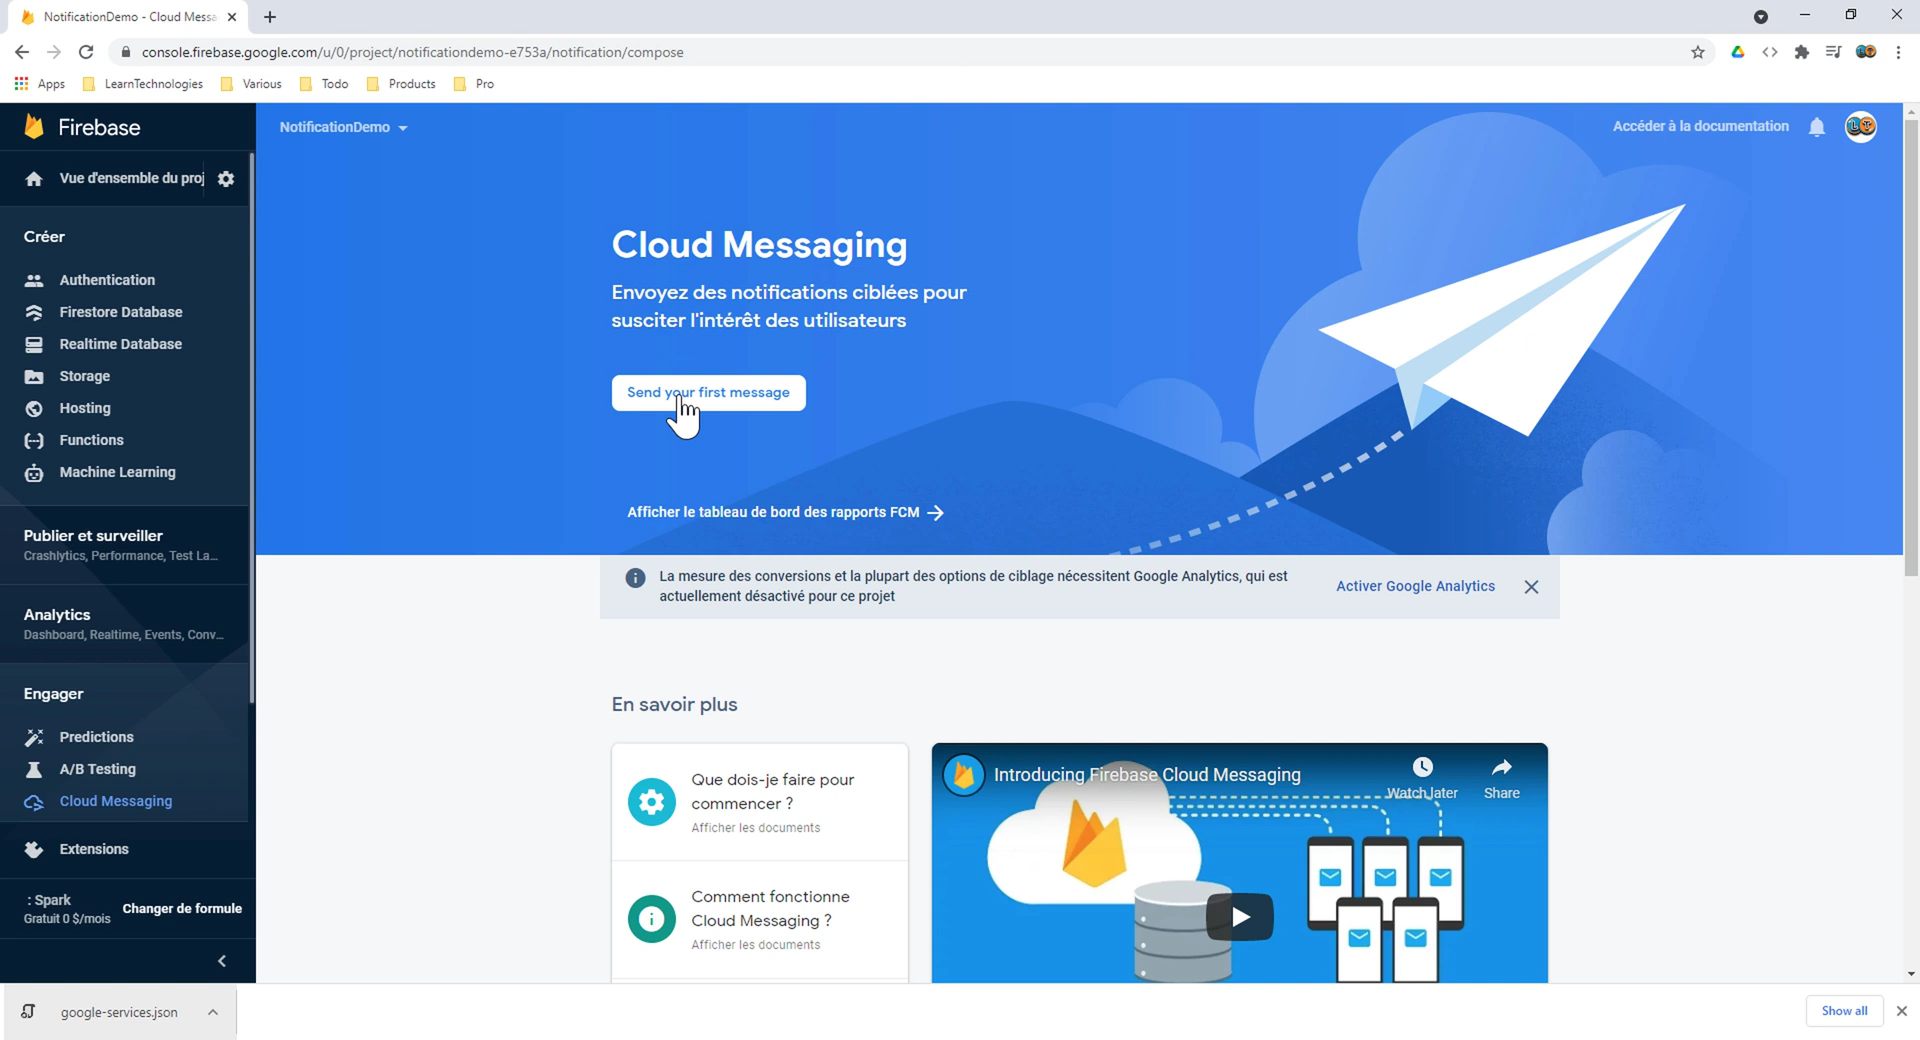 NotificationDemo - Cloud Messa
console.firebase.google.com/u/0/project/notificationdemo-e753a/notification/compose
Apps LearnTechnologies Various Todo Products Pro
Firebase
NotificationDemo
Accéder à la documentation
Vue d'ensemble du proj
Créer
Authentication
Firestore Database
Realtime Database
Storage
Hosting
Functions
Machine Learning
Publier et surveiller
Crashlytics, Performance, Test La...
Analytics
Dashboard, Realtime, Events, Conv...
Engager
Predictions
A/B Testing
Cloud Messaging
Extensions
: Spark
Gratuit 0 $/mois
Changer de formule
Cloud Messaging
Envoyez des notifications ciblées pour
susciter l'intérêt des utilisateurs
Send your first message
Afficher le tableau de bord des rapports FCM
La mesure des conversions et la plupart des options de ciblage nécessitent Google Analytics, qui est
actuellement désactivé pour ce projet
Activer Google Analytics
En savoir plus
Que dois-je faire pour
commencer ?
Afficher les documents
Comment fonctionne
Cloud Messaging ?
Afficher les documents
Introducing Firebase Cloud Messaging
Watch later
Share
google-services.json
Show all